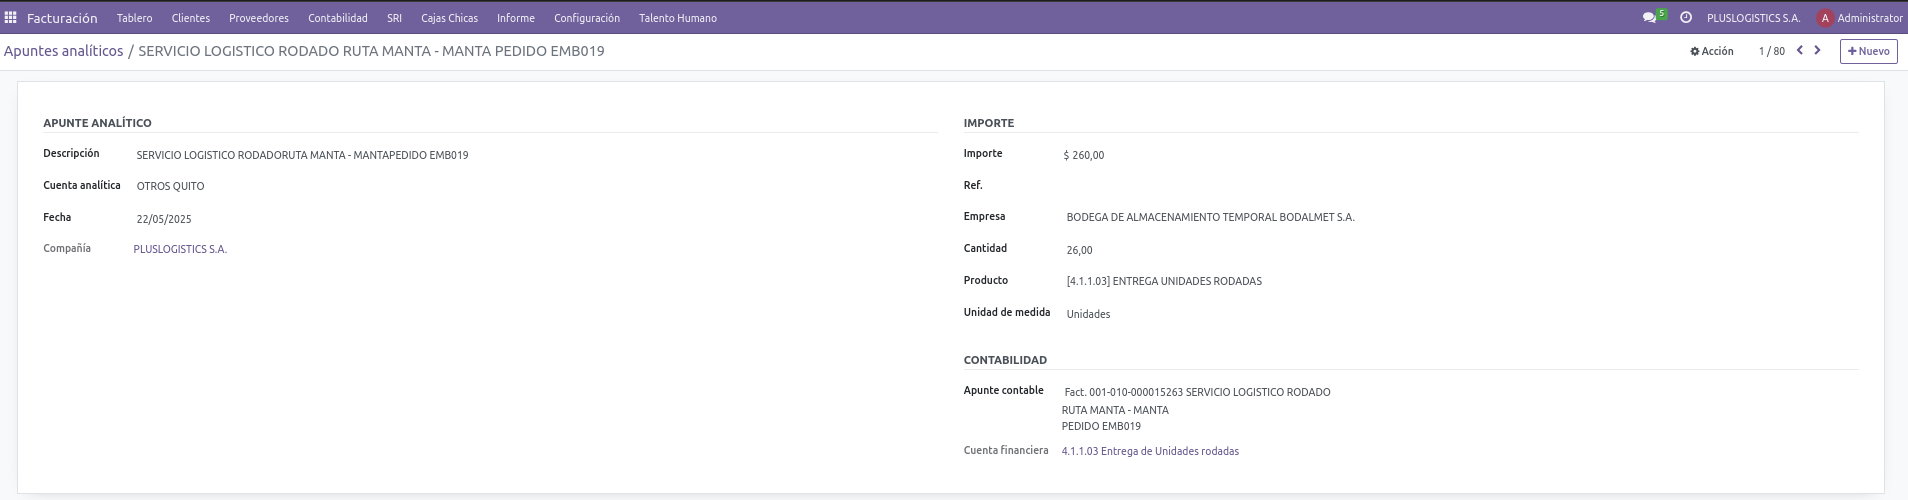 Facturación Tablero Clientes Proveedores Contabilidad SRI Cajas Chicas Informe Configuración Talento Humano 5 PLUSLOGISTICS S.A. A Administrator
Apuntes analíticos / SERVICIO LOGISTICO RODADO RUTA MANTA - MANTA PEDIDO EMB019 Acción 1 / 80 + Nuevo
APUNTE ANALÍTICO
Descripción SERVICIO LOGISTICO RODADORUTA MANTA - MANTAPEDIDO EMB019
Cuenta analítica OTROS QUITO
Fecha 22/05/2025
Compañía PLUSLOGISTICS S.A.
IMPORTE
Importe $ 260,00
Ref.
Empresa BODEGA DE ALMACENAMIENTO TEMPORAL BODALMET S.A.
Cantidad 26,00
Producto [4.1.1.03] ENTREGA UNIDADES RODADAS
Unidad de medida Unidades
CONTABILIDAD
Apunte contable Fact. 001-010-000015263 SERVICIO LOGISTICO RODADO
RUTA MANTA - MANTA
PEDIDO EMB019
Cuenta financiera 4.1.1.03 Entrega de Unidades rodadas